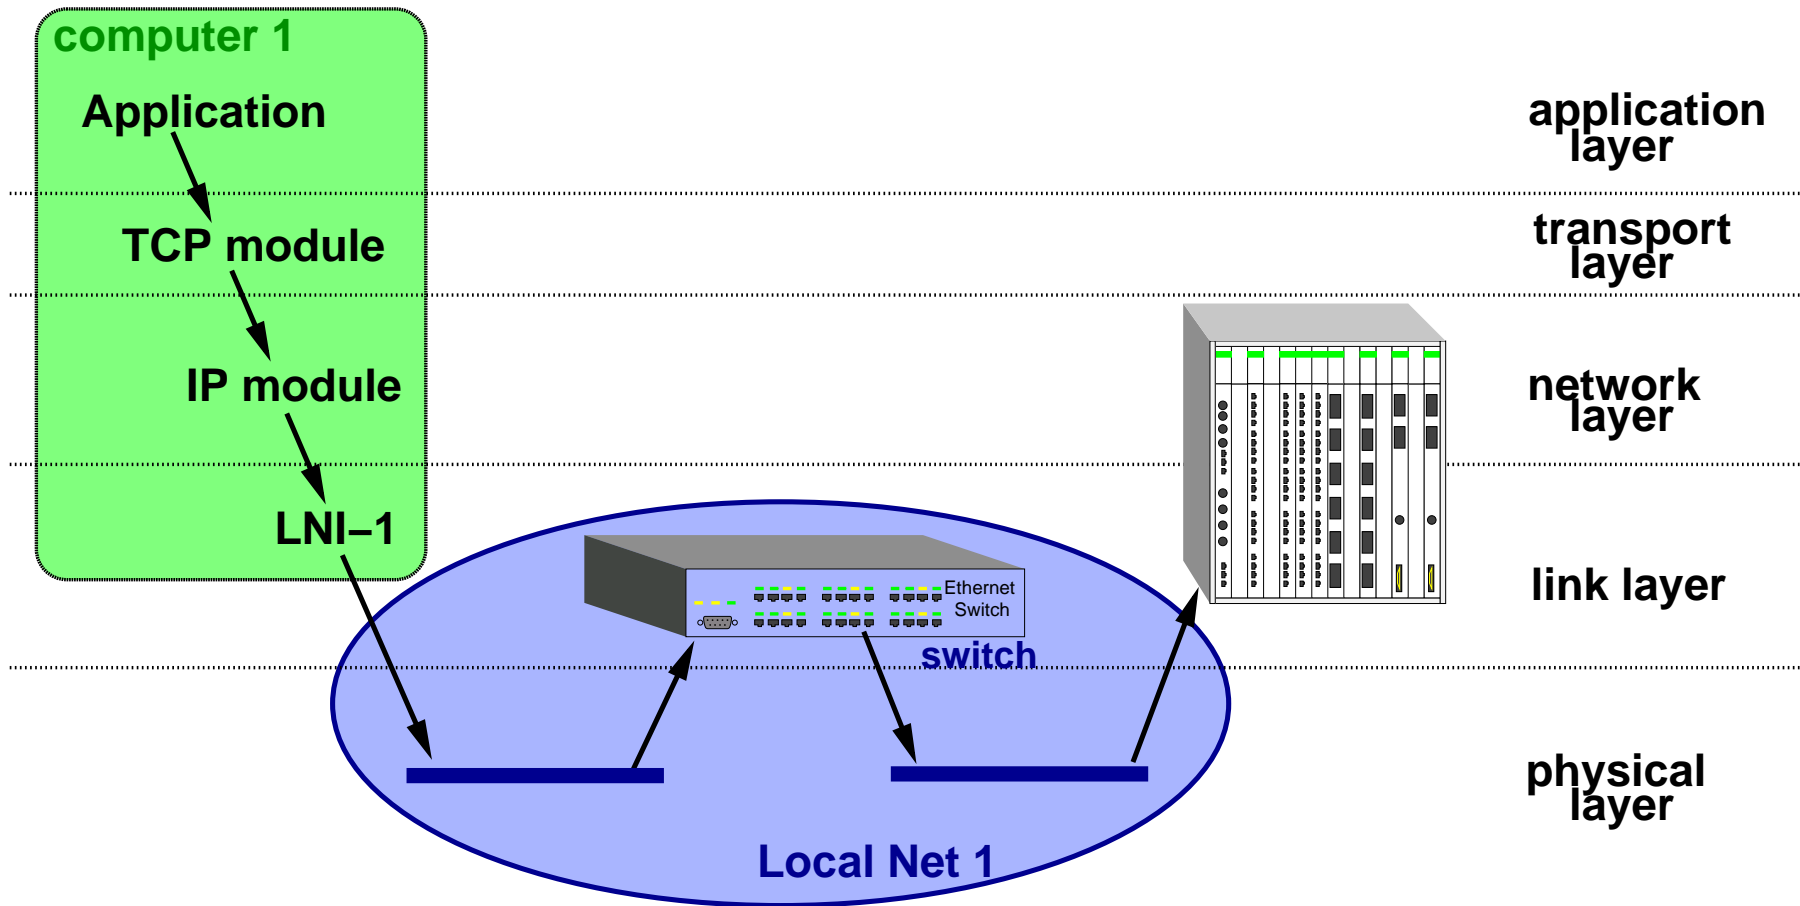 computer 1
Application
application
layer
TCP module
transport
layer
IP module
network
layer
LNI–1
Ethernet
Switch
switch
link layer
physical
layer
Local Net 1